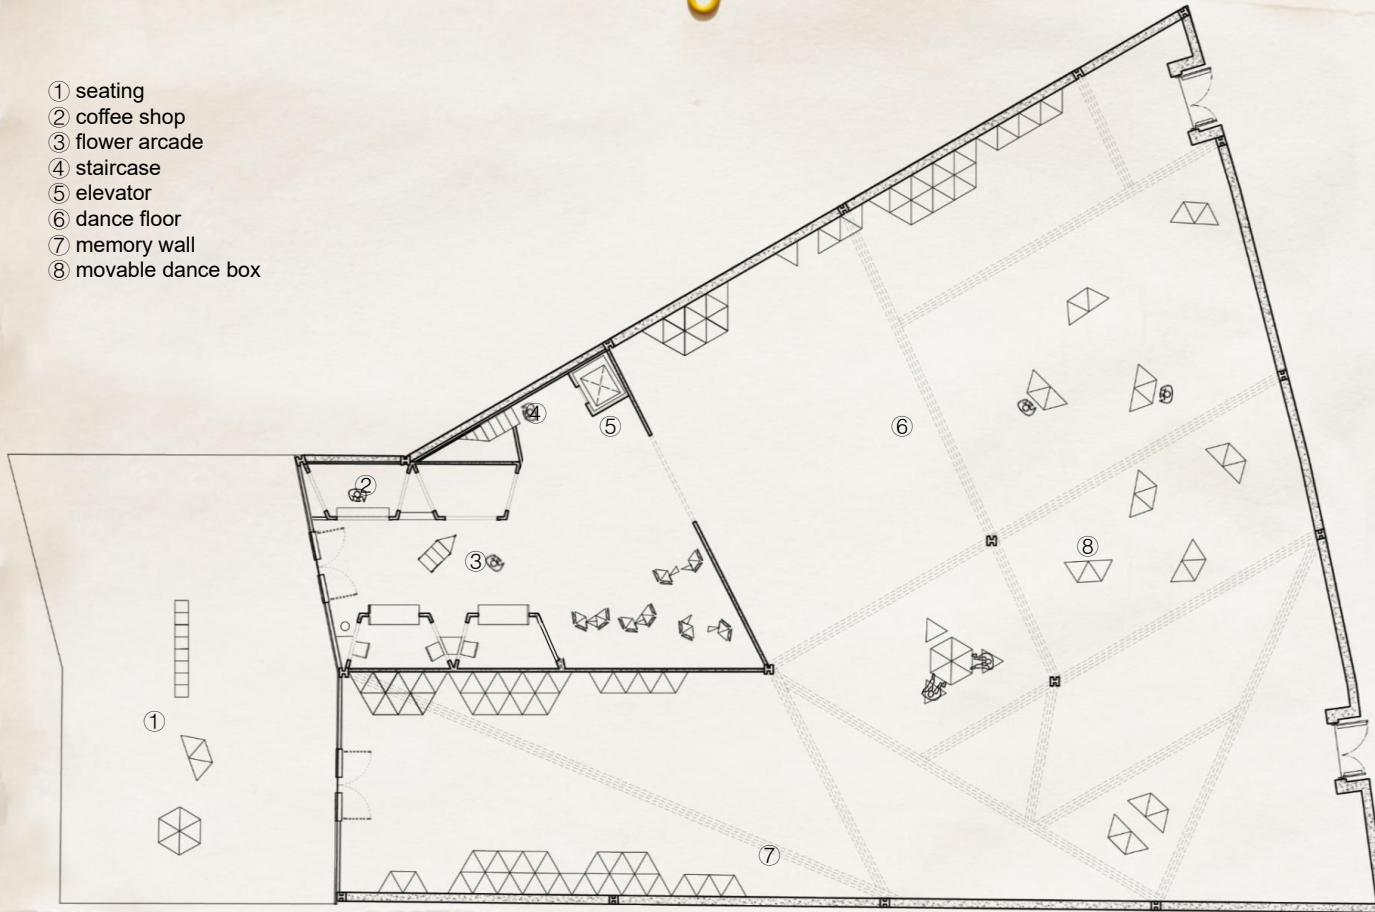 ① seating
② coffee shop
③ flower arcade
④ staircase
⑤ elevator
⑥ dance floor
⑦ memory wall
⑧ movable dance box
④
⑤
⑥
②
⑧
③
①
⑦